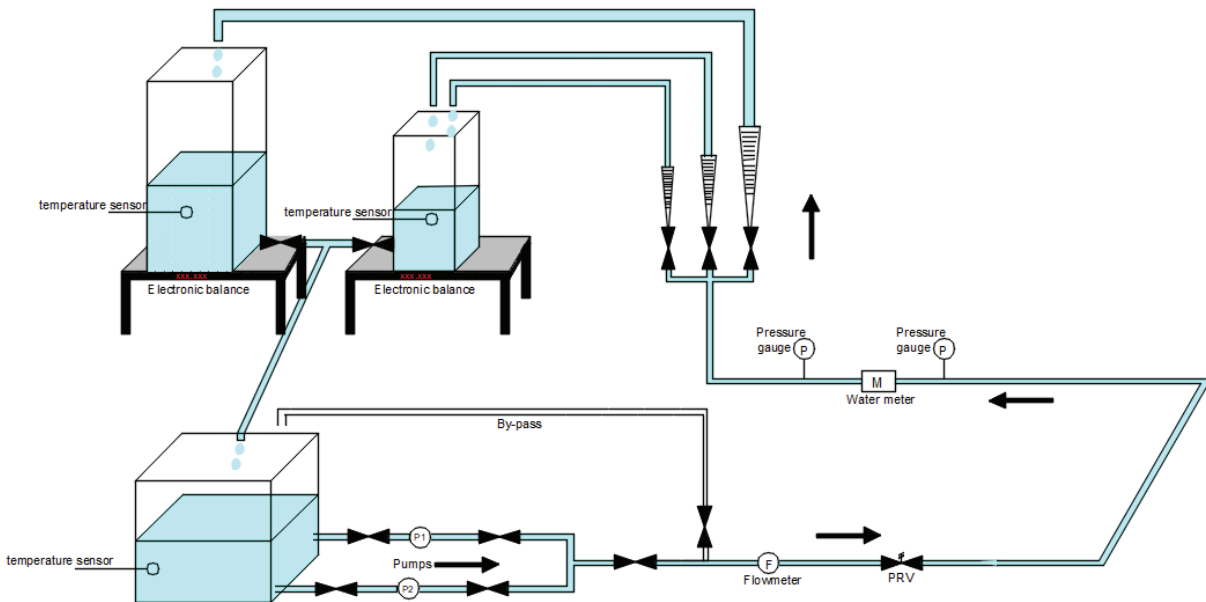 temperature sensor
temperature sensor
xxx.xxx
xxx.xxx
Electronic balance
Electronic balance
Pressure
gauge
P
Pressure
gauge
P
M
Water meter
By-pass
temperature sensor
P1
Pumps
P2
F
Flowmeter
PRV